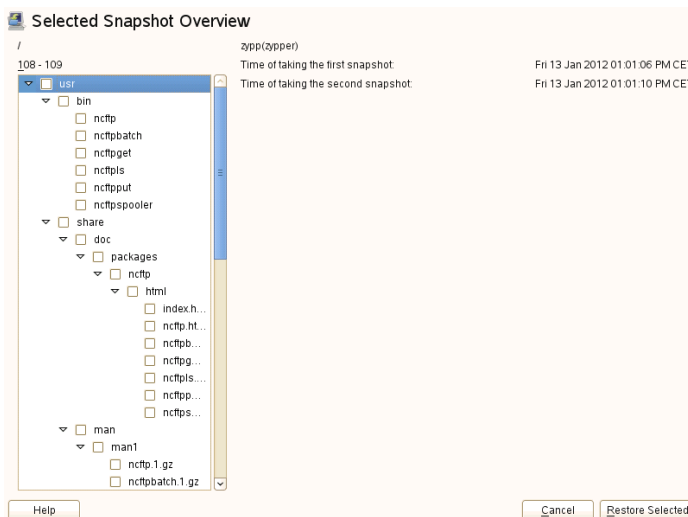 Selected Snapshot Overview
/
zypp(zypper)
108 - 109
Time of taking the first snapshot:
Fri 13 Jan 2012 01:01:06 PM CET
Time of taking the second snapshot:
Fri 13 Jan 2012 01:01:10 PM CET
usr
bin
ncftp
ncftpbatch
ncftpget
ncftpls
ncftpput
ncftpspooler
share
doc
packages
ncftp
html
index.h...
ncftp.ht...
ncftpb...
ncftpg...
ncftpls....
ncftpp...
ncftps...
man
man1
ncftp.1.gz
ncftpbatch.1.gz
Help
Cancel
Restore Selected